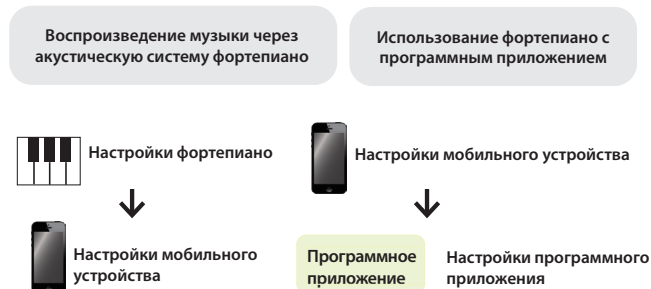 Воспроизведение музыки через
акустическую систему фортепиано
Использование фортепиано с
программным приложением
Настройки фортепиано
Настройки мобильного
устройства
Настройки мобильного устройства
Программное
приложение
Настройки программного
приложения